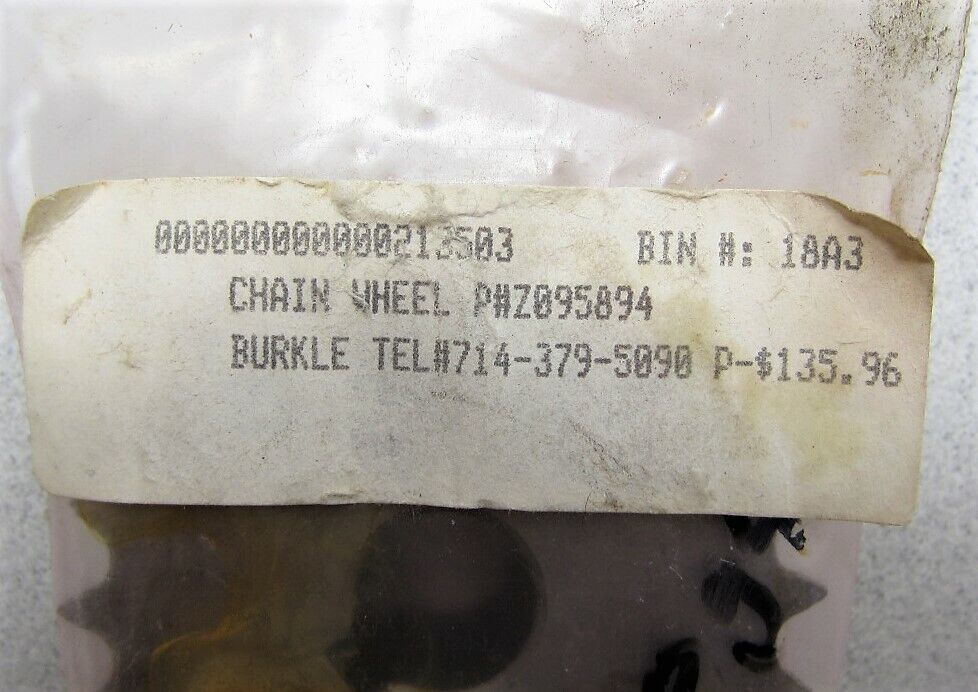 000000000000213503 BIN #: 18A3
CHAIN WHEEL P#Z095894
BURKLE TEL#714-379-5090 P-$135.96